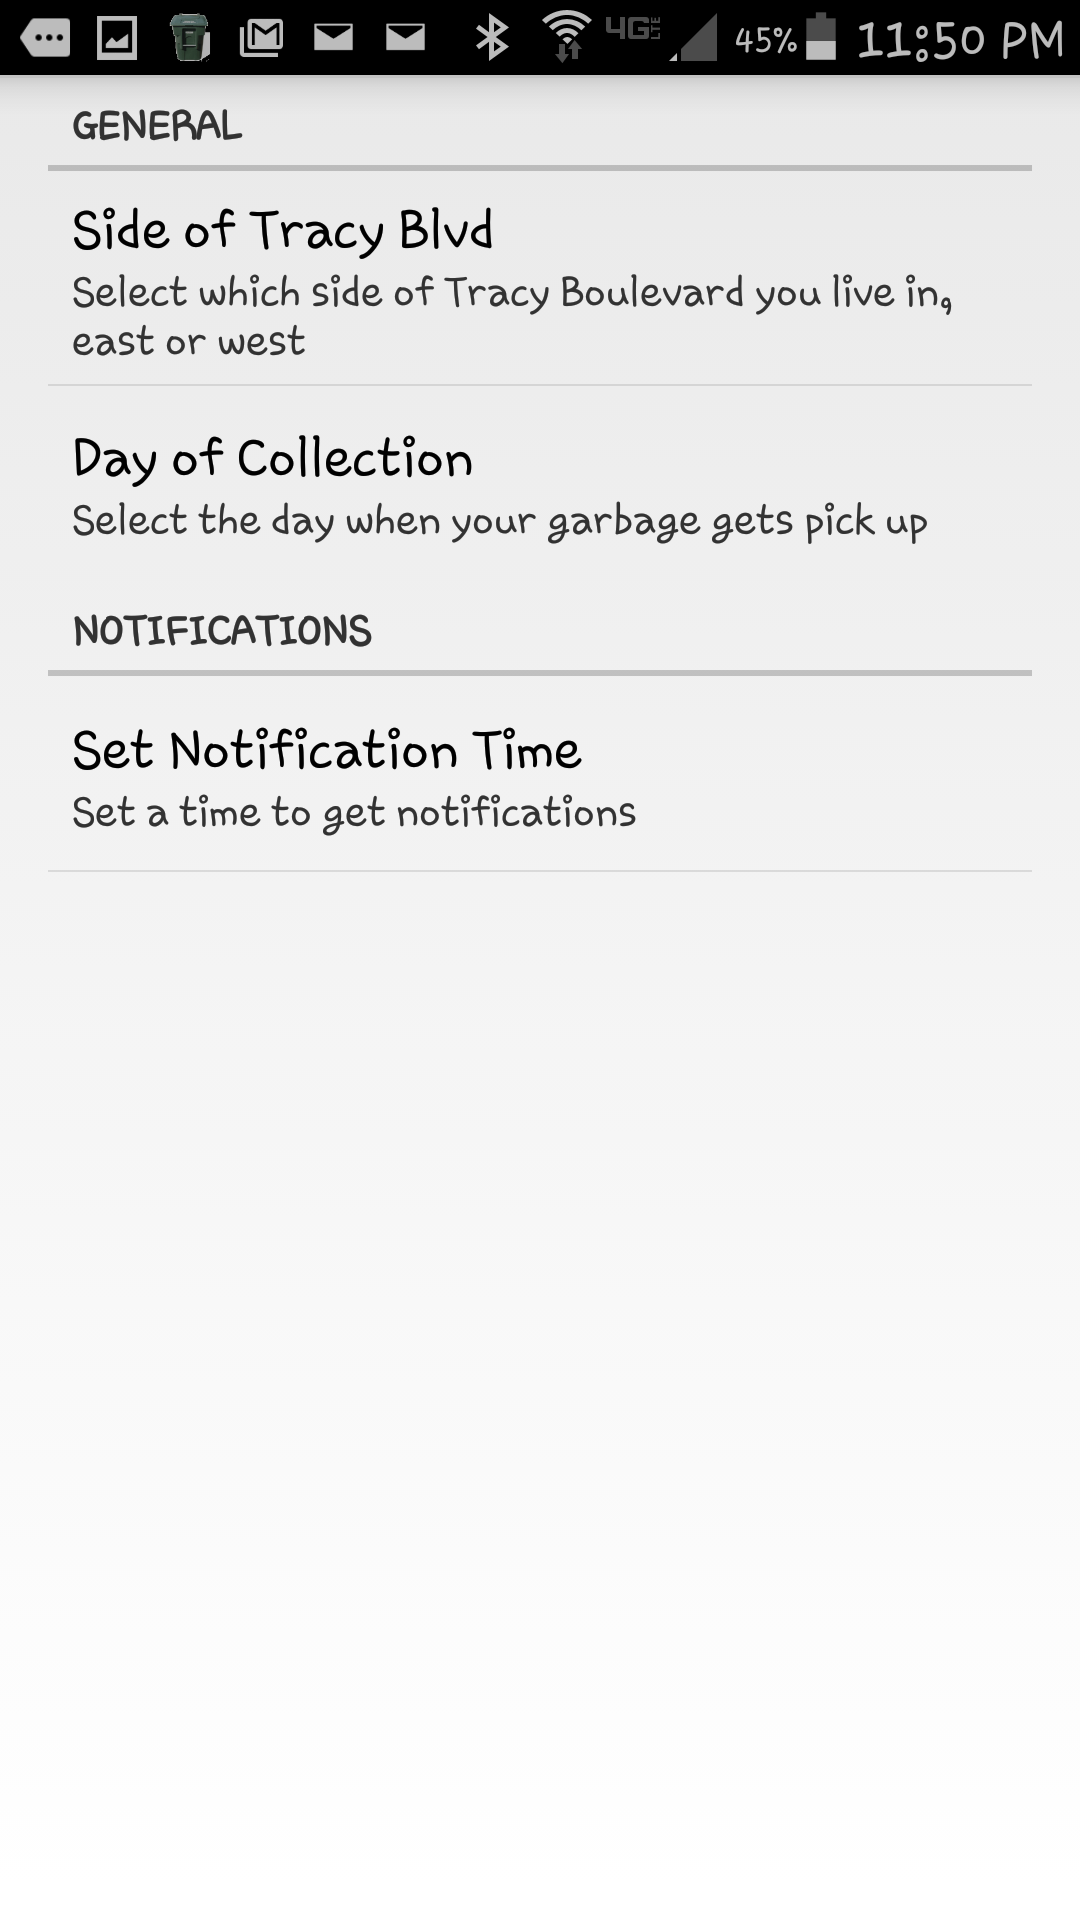 4G LTE 45% 11:50 PM
GENERAL
Side of Tracy Blvd
Select which side of Tracy Boulevard you live in,
east or west
Day of Collection
Select the day when your garbage gets pick up
NOTIFICATIONS
Set Notification Time
Set a time to get notifications